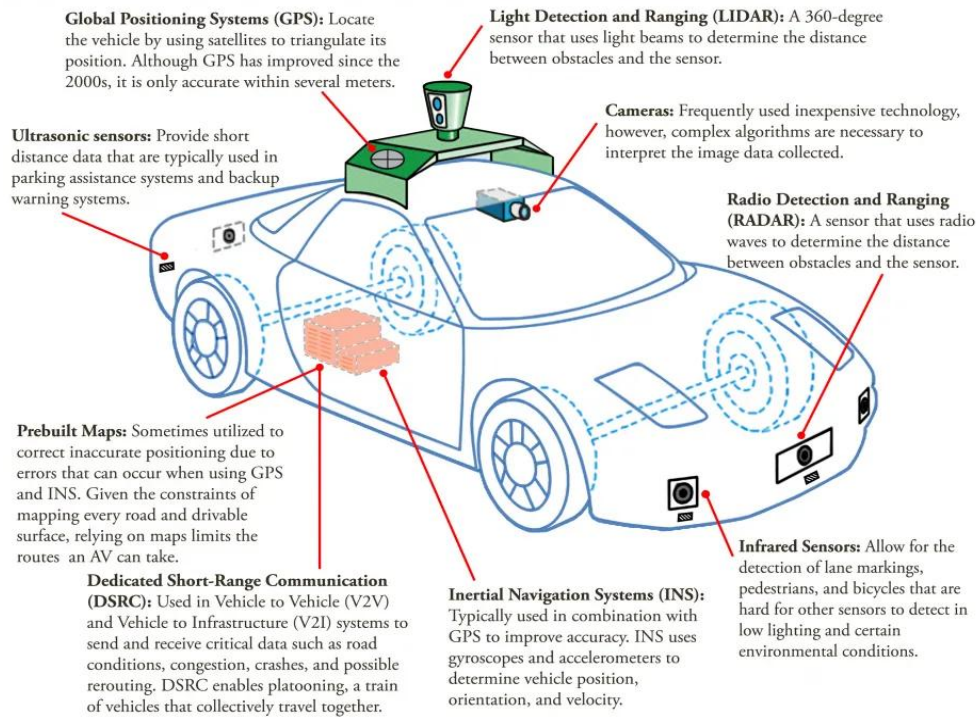 Global Positioning Systems (GPS): Locate
the vehicle by using satellites to triangulate its
position. Although GPS has improved since the
2000s, it is only accurate within several meters.
Light Detection and Ranging (LIDAR): A 360-degree
sensor that uses light beams to determine the distance
between obstacles and the sensor.
Cameras: Frequently used inexpensive technology,
however, complex algorithms are necessary to
interpret the image data collected.
Ultrasonic sensors: Provide short
distance data that are typically used in
parking assistance systems and backup
warning systems.
Radio Detection and Ranging
(RADAR): A sensor that uses radio
waves to determine the distance
between obstacles and the sensor.
Prebuilt Maps: Sometimes utilized to
correct inaccurate positioning due to
errors that can occur when using GPS
and INS. Given the constraints of
mapping every road and drivable
surface, relying on maps limits the
routes an AV can take.
Dedicated Short-Range Communication
(DSRC): Used in Vehicle to Vehicle (V2V)
and Vehicle to Infrastructure (V2I) systems to
send and receive critical data such as road
conditions, congestion, crashes, and possible
rerouting. DSRC enables platooning, a train
of vehicles that collectively travel together.
Inertial Navigation Systems (INS):
Typically used in combination with
GPS to improve accuracy. INS uses
gyroscopes and accelerometers to
determine vehicle position,
orientation, and velocity.
Infrared Sensors: Allow for the
detection of lane markings,
pedestrians, and bicycles that are
hard for other sensors to detect in
low lighting and certain
environmental conditions.